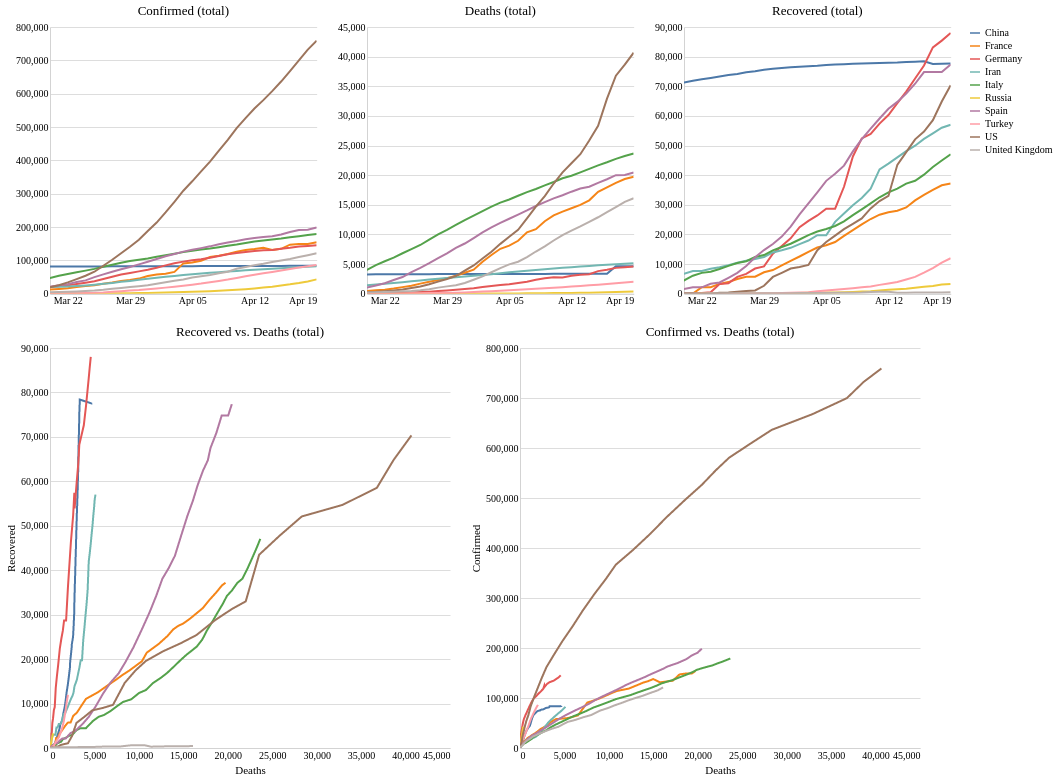 Confirmed (total)
800,000
700,000
600,000
500,000
400,000
300,000
200,000
100,000
0
Mar 22 Mar 29 Apr 05 Apr 12 Apr 19
Deaths (total)
45,000
40,000
35,000
30,000
25,000
20,000
15,000
10,000
5,000
0
Mar 22 Mar 29 Apr 05 Apr 12 Apr 19
Recovered (total)
90,000
80,000
70,000
60,000
50,000
40,000
30,000
20,000
10,000
0
Mar 22 Mar 29 Apr 05 Apr 12 Apr 19
China
France
Germany
Iran
Italy
Russia
Spain
Turkey
US
United Kingdom
Recovered vs. Deaths (total)
Recovered
90,000
80,000
70,000
60,000
50,000
40,000
30,000
20,000
10,000
0
0 5,000 10,000 15,000 20,000 25,000 30,000 35,000 40,000 45,000
Deaths
Confirmed vs. Deaths (total)
Confirmed
800,000
700,000
600,000
500,000
400,000
300,000
200,000
100,000
0
0 5,000 10,000 15,000 20,000 25,000 30,000 35,000 40,000 45,000
Deaths